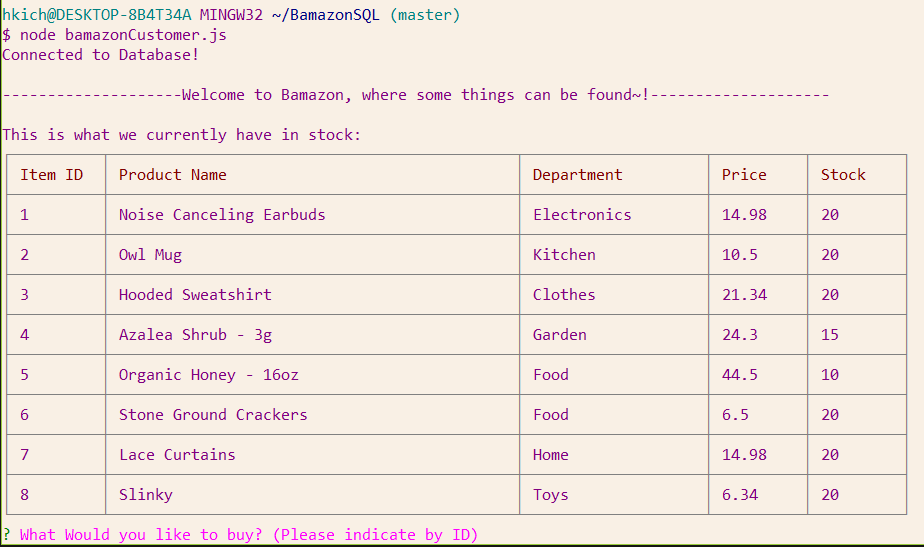 hkich@DESKTOP-8B4T34A MINGW32 ~/BamazonSQL (master)
$ node bamazonCustomer.js
Connected to Database!
--------------------Welcome to Bamazon, where some things can be found~!--------------------
This is what we currently have in stock:
Item ID Product Name Department Price Stock
1 Noise Canceling Earbuds Electronics 14.98 20
2 Owl Mug Kitchen 10.5 20
3 Hooded Sweatshirt Clothes 21.34 20
4 Azalea Shrub - 3g Garden 24.3 15
5 Organic Honey - 16oz Food 44.5 10
6 Stone Ground Crackers Food 6.5 20
7 Lace Curtains Home 14.98 20
8 Slinky Toys 6.34 20
? What Would you like to buy? (Please indicate by ID)